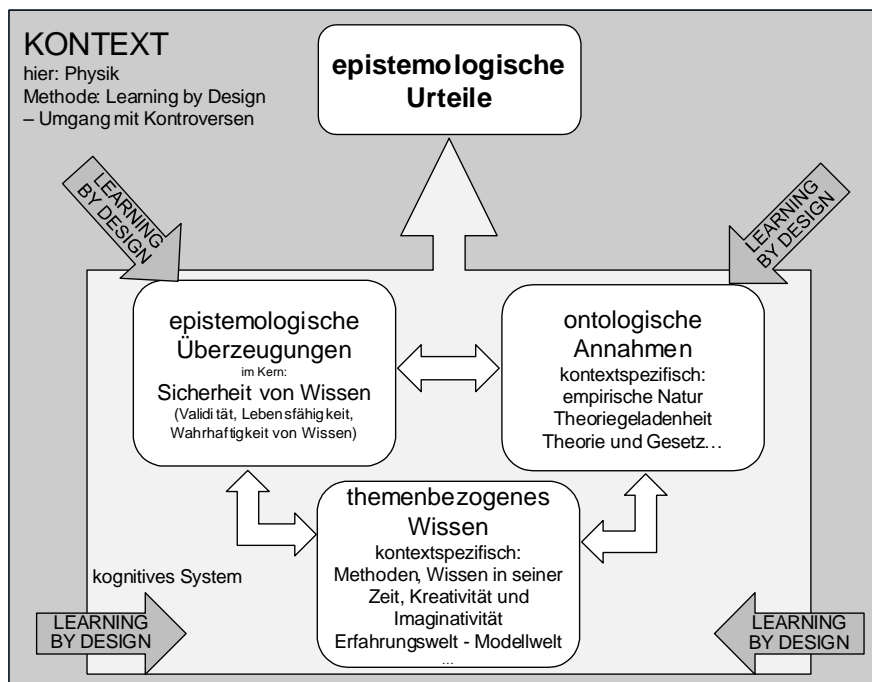 KONTEXT
hier: Physik
Methode: Learning by Design
– Umgang mit Kontroversen
epistemologische
Urteile
LEARNING
BY DESIGN
LEARNING
BY DESIGN
epistemologische
Überzeugungen
im Kern:
Sicherheit von Wissen
(Validität, Lebensfähigkeit,
Wahrhaftigkeit von Wissen)
ontologische
Annahmen
kontextspezifisch:
empirische Natur
Theoriegeladenheit
Theorie und Gesetz...
themenbezogenes
Wissen
kontextspezifisch:
Methoden, Wissen in seiner
Zeit, Kreativität und
Imaginativität
Erfahrungswelt - Modellwelt
...
kognitives System
LEARNING
BY DESIGN
LEARNING
BY DESIGN